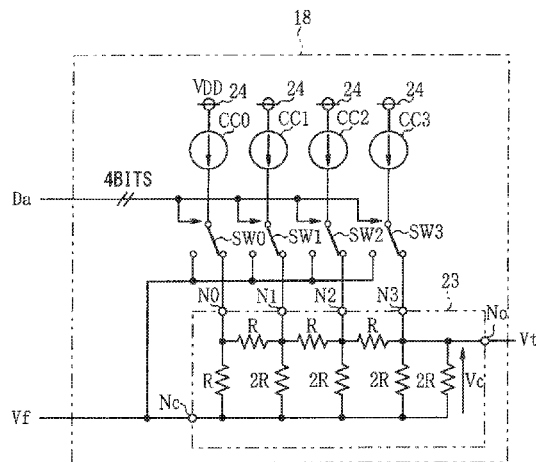 18
VDD 24 24 24 24
CC0 CC1 CC2 CC3
Da 4BITS
SW0 SW1 SW2 SW3
N0 N1 N2 N3 23
R R R No Vt
R 2R 2R 2R 2R Vc
Vf Nc